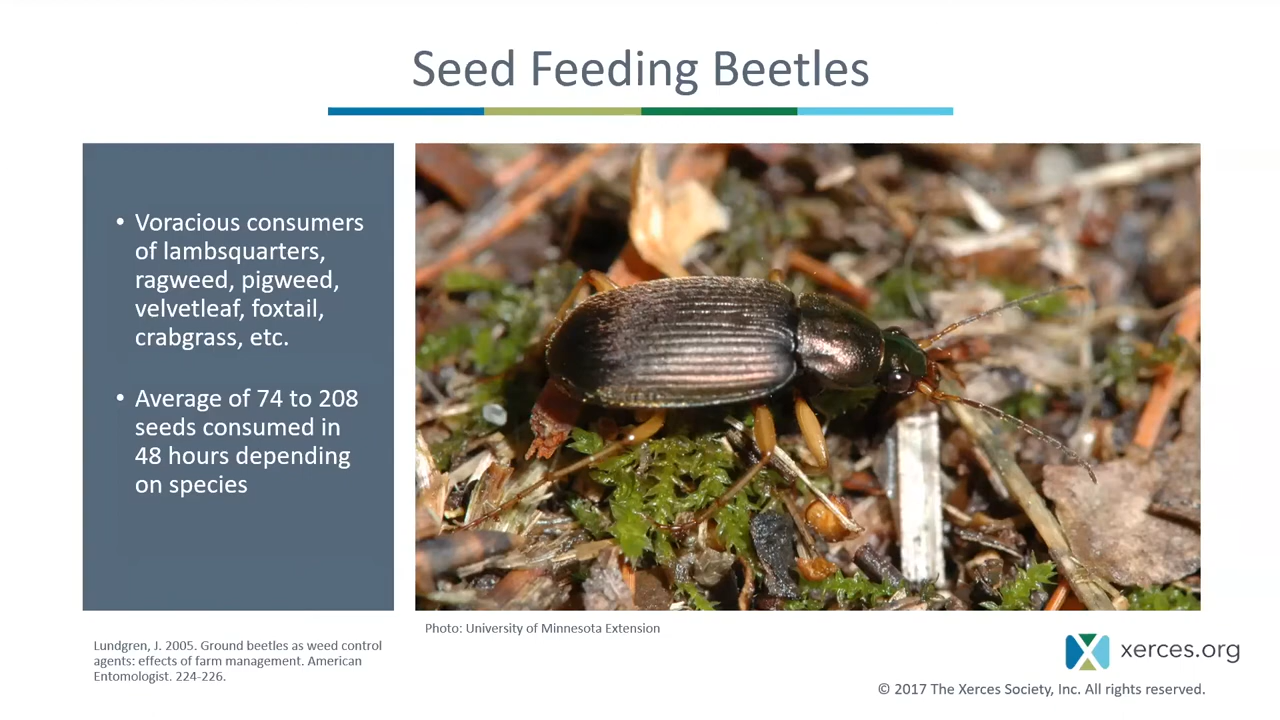 Seed Feeding Beetles
• Voracious consumers
of lambsquarters,
ragweed, pigweed,
velvetleaf, foxtail,
crabgrass, etc.
• Average of 74 to 208
seeds consumed in
48 hours depending
on species
Photo: University of Minnesota Extension
Lundgren, J. 2005. Ground beetles as weed control
agents: effects of farm management. American
Entomologist. 224-226.
xerces.org
© 2017 The Xerces Society, Inc. All rights reserved.